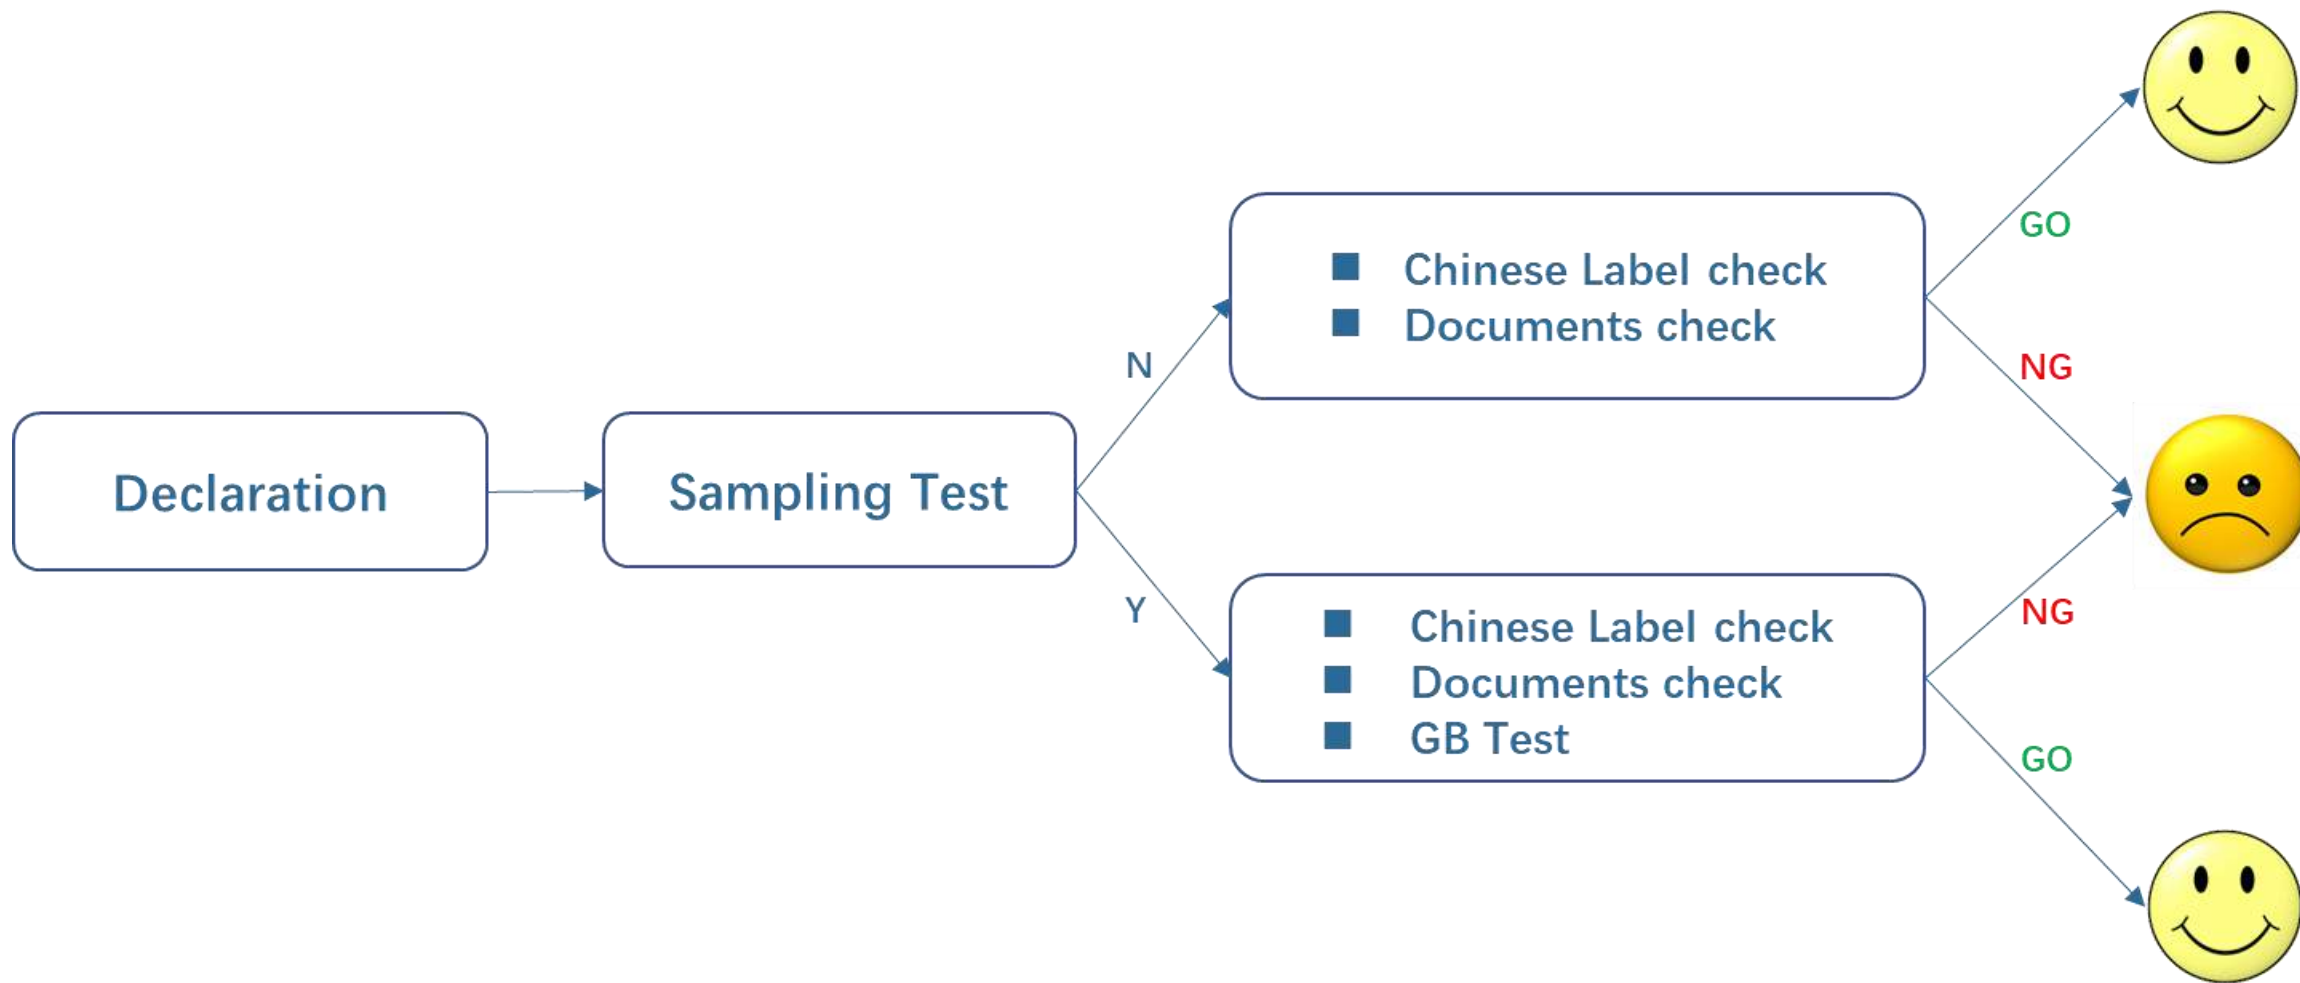 Declaration
Sampling Test
N
Y
Chinese Label check
Documents check
Chinese Label check
Documents check
GB Test
GO
NG
NG
GO